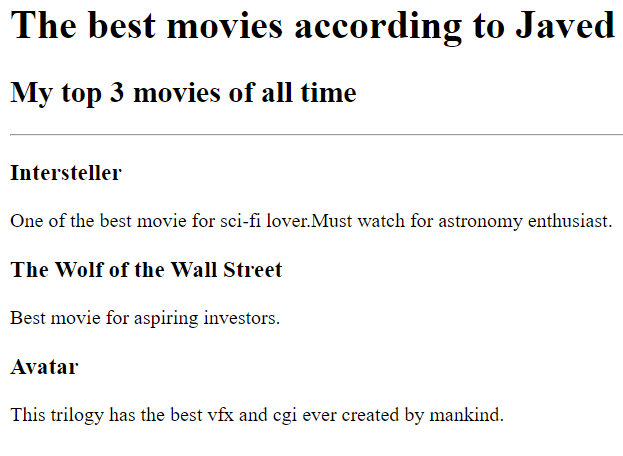 The best movies according to Javed
My top 3 movies of all time
Intersteller
One of the best movie for sci-fi lover.Must watch for astronomy enthusiast.
The Wolf of the Wall Street
Best movie for aspiring investors.
Avatar
This trilogy has the best vfx and cgi ever created by mankind.